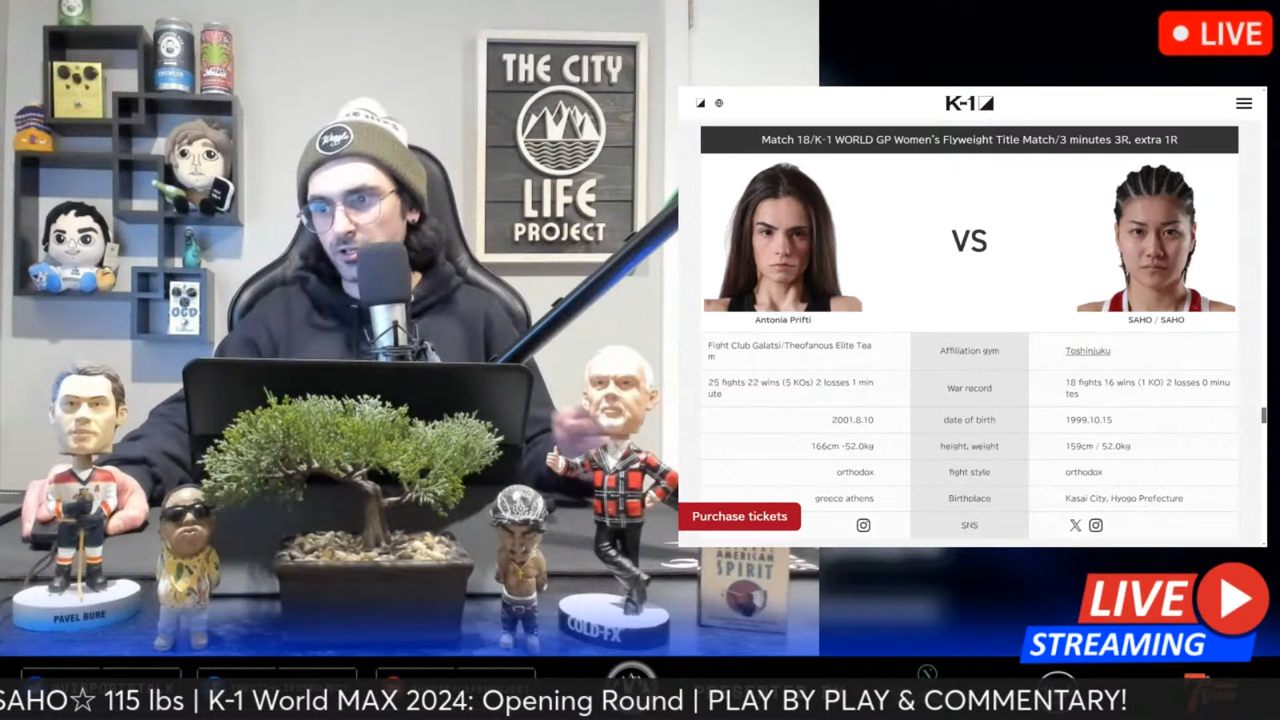 LIVE
THE CITY
LIFE
PROJECT
K-1
Match 18/K-1 WORLD GP Women's Flyweight Title Match/3 minutes 3R, extra 1R
VS
Antonia Prifti
SAHO / SAHO
Fight Club Galatsi/Theofanous Elite Tea
m
Affiliation gym
Toshinjuku
25 fights 22 wins (5 KOs) 2 losses 1 min
ute
War record
18 fights 16 wins (1 KO) 2 losses 0 minu
tes
2001.8.10
date of birth
1999.10.15
166cm -52.0kg
height, weight
159cm / 52.0kg
orthodox
fight style
orthodox
greece athens
Birthplace
Kasai City, Hyogo Prefecture
Purchase tickets
SNS
OCD
AMERICAN
SPIRIT
PAVEL BURE
COLD-FX
LIVE
STREAMING
SAHO☆ 115 lbs | K-1 World MAX 2024: Opening Round | PLAY BY PLAY & COMMENTARY!